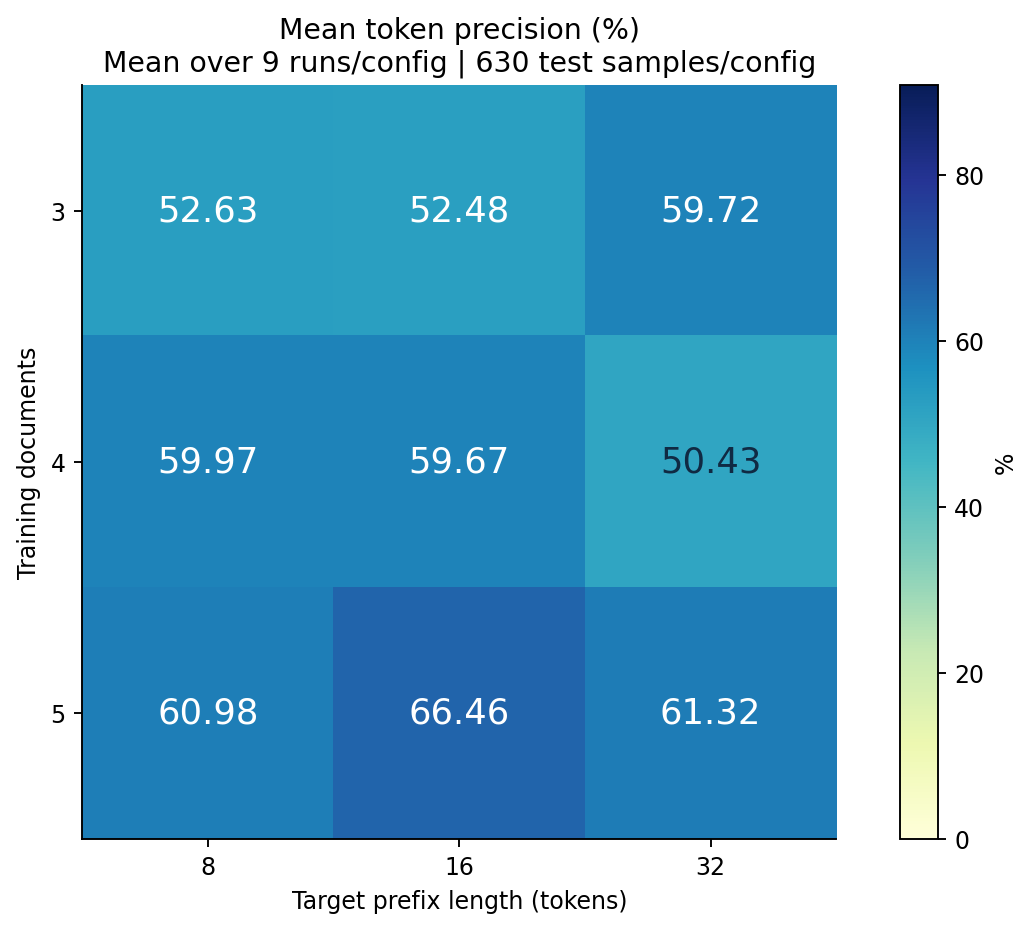 Mean token precision (%)
Mean over 9 runs/config | 630 test samples/config
Training documents
3
4
5
52.63 52.48 59.72
59.97 59.67 50.43
60.98 66.46 61.32
8 16 32
Target prefix length (tokens)
80
60
40
20
0
%